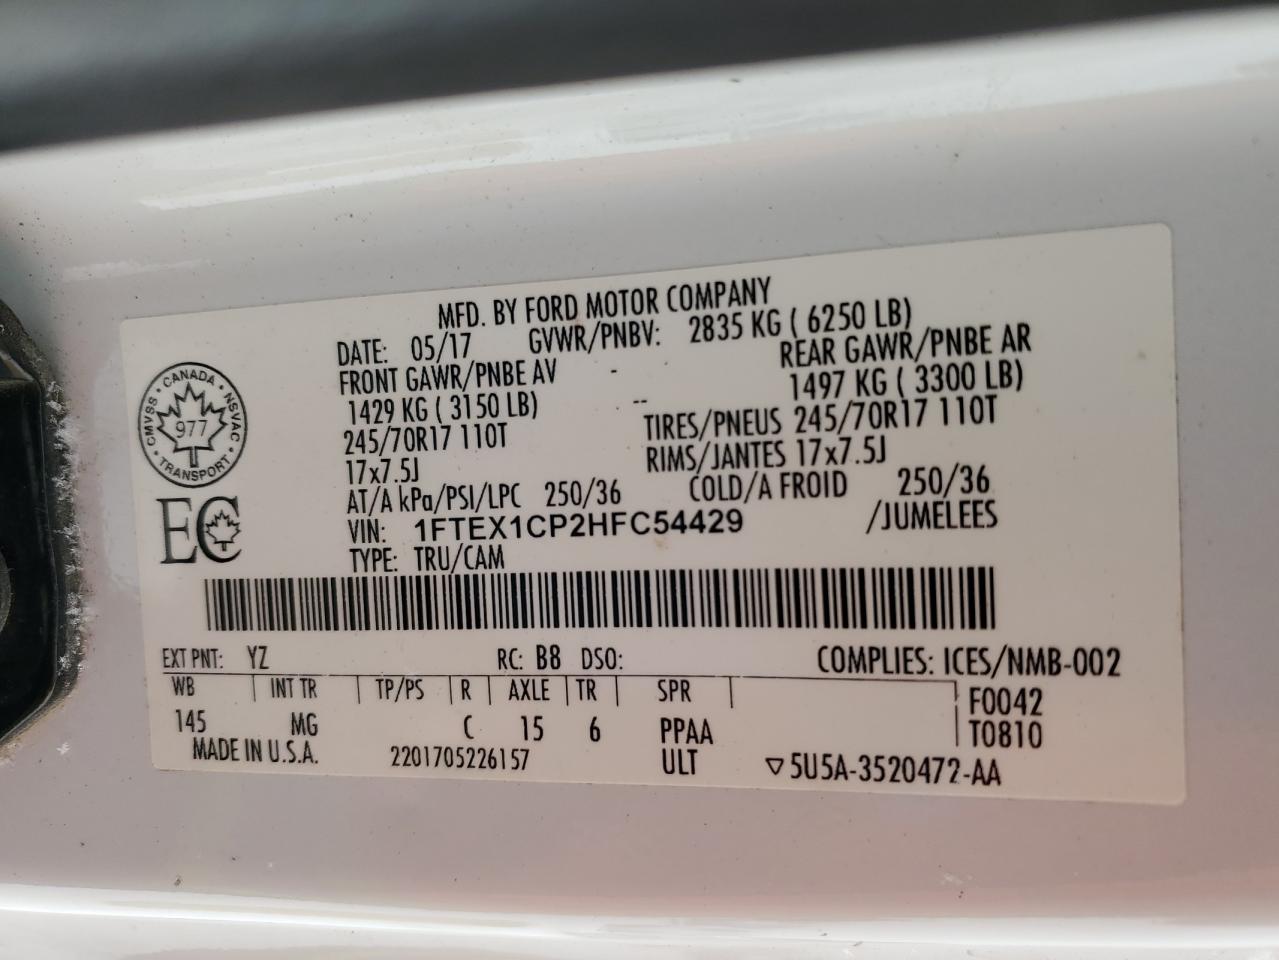 MFD. BY FORD MOTOR COMPANY
DATE: 05/17 GVWR/PNBV: 2835 KG ( 6250 LB)
FRONT GAWR/PNBE AV - REAR GAWR/PNBE AR
1429 KG ( 3150 LB) -- 1497 KG ( 3300 LB)
245/70R17 110T TIRES/PNEUS 245/70R17 110T
17x7.5J RIMS/JANTES 17x7.5J
AT/A kPa/PSI/LPC 250/36 COLD/A FROID 250/36
VIN: 1FTEX1CP2HFC54429 /JUMELEES
TYPE: TRU/CAM
CANADA
CMVSS NSVAC
977
TRANSPORT
EC
EXT PNT: YZ RC: B8 DSO: COMPLIES: ICES/NMB-002
WB INT TR TP/PS R AXLE TR SPR F0042
145 MG C 15 6 PPAA T0810
MADE IN U.S.A. 2201705226157 ULT ▽5U5A-3520472-AA